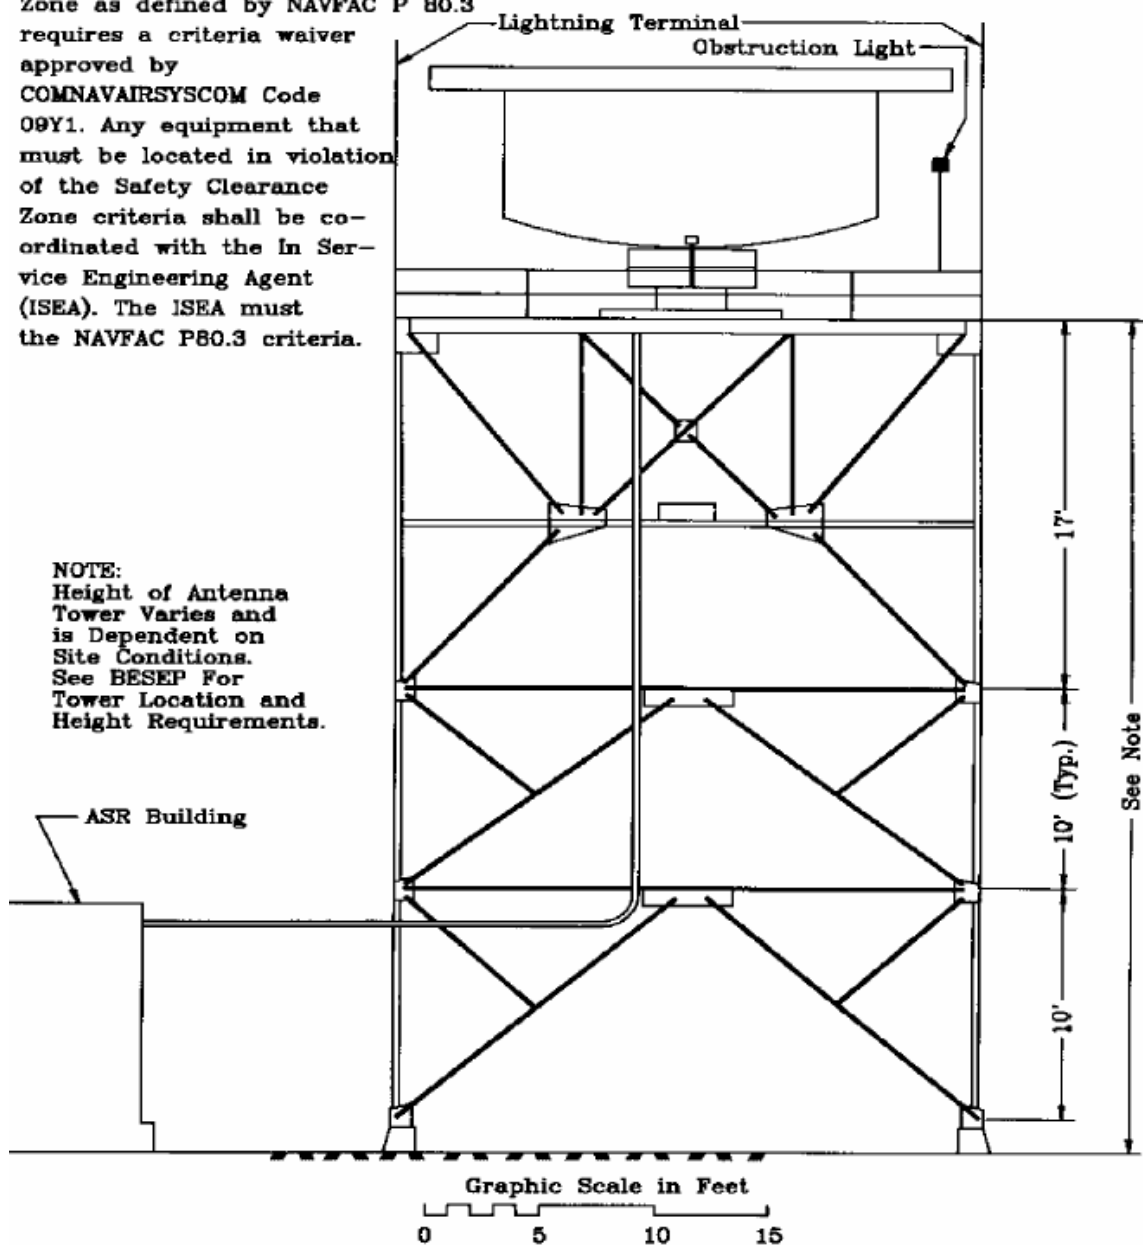 Zone as defined by NAVFAC P 80.3
requires a criteria waiver
approved by
COMNAVAIRSYSCOM Code
09Y1. Any equipment that
must be located in violation
of the Safety Clearance
Zone criteria shall be co-
ordinated with the In Ser-
vice Engineering Agent
(ISEA). The ISEA must
the NAVFAC P80.3 criteria.
Lightning Terminal
Obstruction Light
NOTE:
Height of Antenna
Tower Varies and
is Dependent on
Site Conditions.
See BESEP For
Tower Location and
Height Requirements.
ASR Building
17'
10' (Typ.)
10'
See Note
Graphic Scale in Feet
0 5 10 15